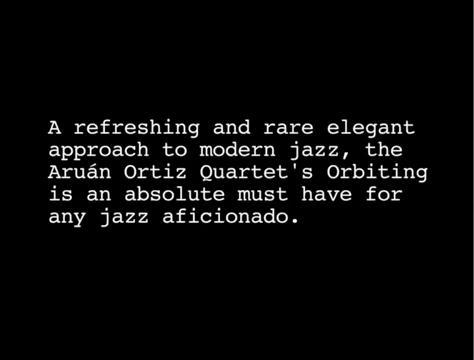 A refreshing and rare elegant
approach to modern jazz, the
Aruán Ortiz Quartet's Orbiting
is an absolute must have for
any jazz aficionado.